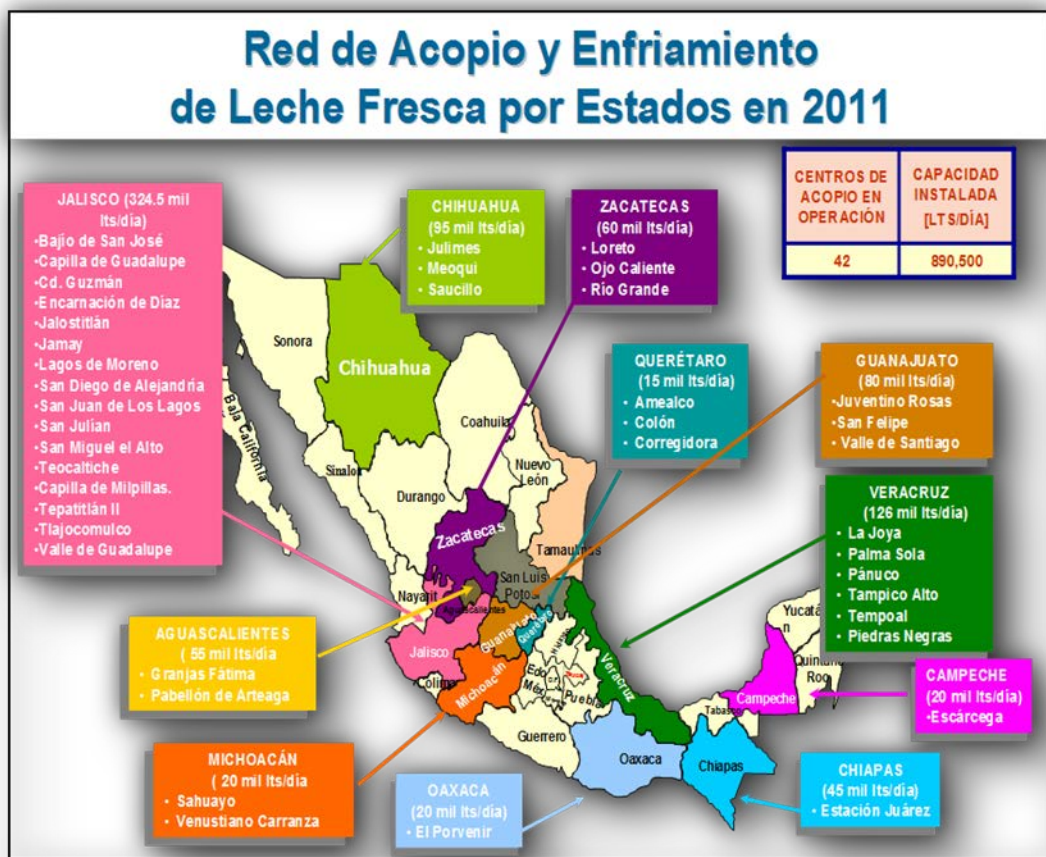 Red de Acopio y Enfriamiento
de Leche Fresca por Estados en 2011
CENTROS DE
ACOPIO EN
OPERACIÓN
CAPACIDAD
INSTALADA
[LTS/DÍA]
42
890,500
JALISCO (324.5 mil
lts/día)
•Bajío de San José
•Capilla de Guadalupe
•Cd. Guzmán
•Encarnación de Díaz
•Jalostitlán
•Jamay
•Lagos de Moreno
•San Diego de Alejandría
•San Juan de Los Lagos
•San Julián
•San Miguel el Alto
•Teocaltiche
•Capilla de Milpillas.
•Tepatitlán II
•Tlajocomulco
•Valle de Guadalupe
CHIHUAHUA
(95 mil lts/día)
• Julimes
• Meoqui
• Saucillo
ZACATECAS
(60 mil lts/día)
• Loreto
• Ojo Caliente
• Río Grande
QUERÉTARO
(15 mil lts/día)
• Amealco
• Colón
• Corregidora
GUANAJUATO
(80 mil lts/día)
•Juventino Rosas
•San Felipe
• Valle de Santiago
VERACRUZ
(126 mil lts/día)
• La Joya
• Palma Sola
• Pánuco
• Tampico Alto
• Tempoal
• Piedras Negras
AGUASCALIENTES
( 55 mil lts/día
• Granjas Fátima
• Pabellón de Arteaga
CAMPECHE
(20 mil lts/día)
•Escárcega
MICHOACÁN
( 20 mil lts/día
• Sahuayo
• Venustiano Carranza
OAXACA
(20 mil lts/día)
• El Porvenir
CHIAPAS
(45 mil lts/día)
• Estación Juárez
Sonora
Chihuahua
Baja California
Coahuila
Sinaloa
Nuevo
León
Durango
Zacatecas
Tamaulipas
San Luis
Potosí
Nayarit
Aguascalientes
Guanajuato
Querétaro
Hidalgo
Jalisco
Colima
Michoacán
Edo
Méx
D.F.
Puebla
Veracruz
Guerrero
Oaxaca
Tabasco
Chiapas
Campeche
Yucatá
n
Quintana
Roo